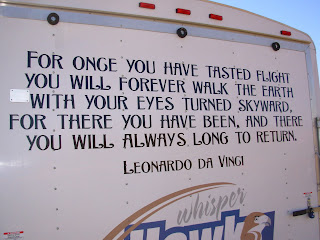 FOR ONCE YOU HAVE TASTED FLIGHT
YOU WILL FOREVER WALK THE EARTH
WITH YOUR EYES TURNED SKYWARD,
FOR THERE YOU HAVE BEEN, AND THERE
YOU WILL ALWAYS LONG TO RETURN.
LEONARDO DA VINCI
whisper
Hawk